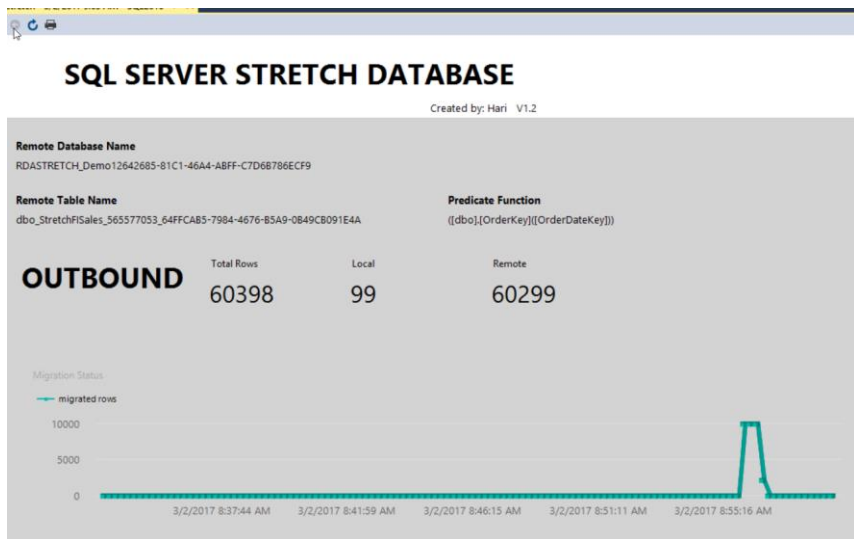 SQL SERVER STRETCH DATABASE
Created by: Hari V1.2
Remote Database Name
RDASTRETCH_Demo12642685-81C1-46A4-ABFF-C7D6B786ECF9
Remote Table Name
Predicate Function
dbo_StretchFISales_565577053_64FFCAB5-7984-4676-B5A9-0B49CB091E4A
([dbo].[OrderKey]([OrderDateKey]))
OUTBOUND
Total Rows
Local
Remote
60398
99
60299
Migration Status
migrated rows
10000
5000
0
3/2/2017 8:37:44 AM
3/2/2017 8:41:59 AM
3/2/2017 8:46:15 AM
3/2/2017 8:51:11 AM
3/2/2017 8:55:16 AM